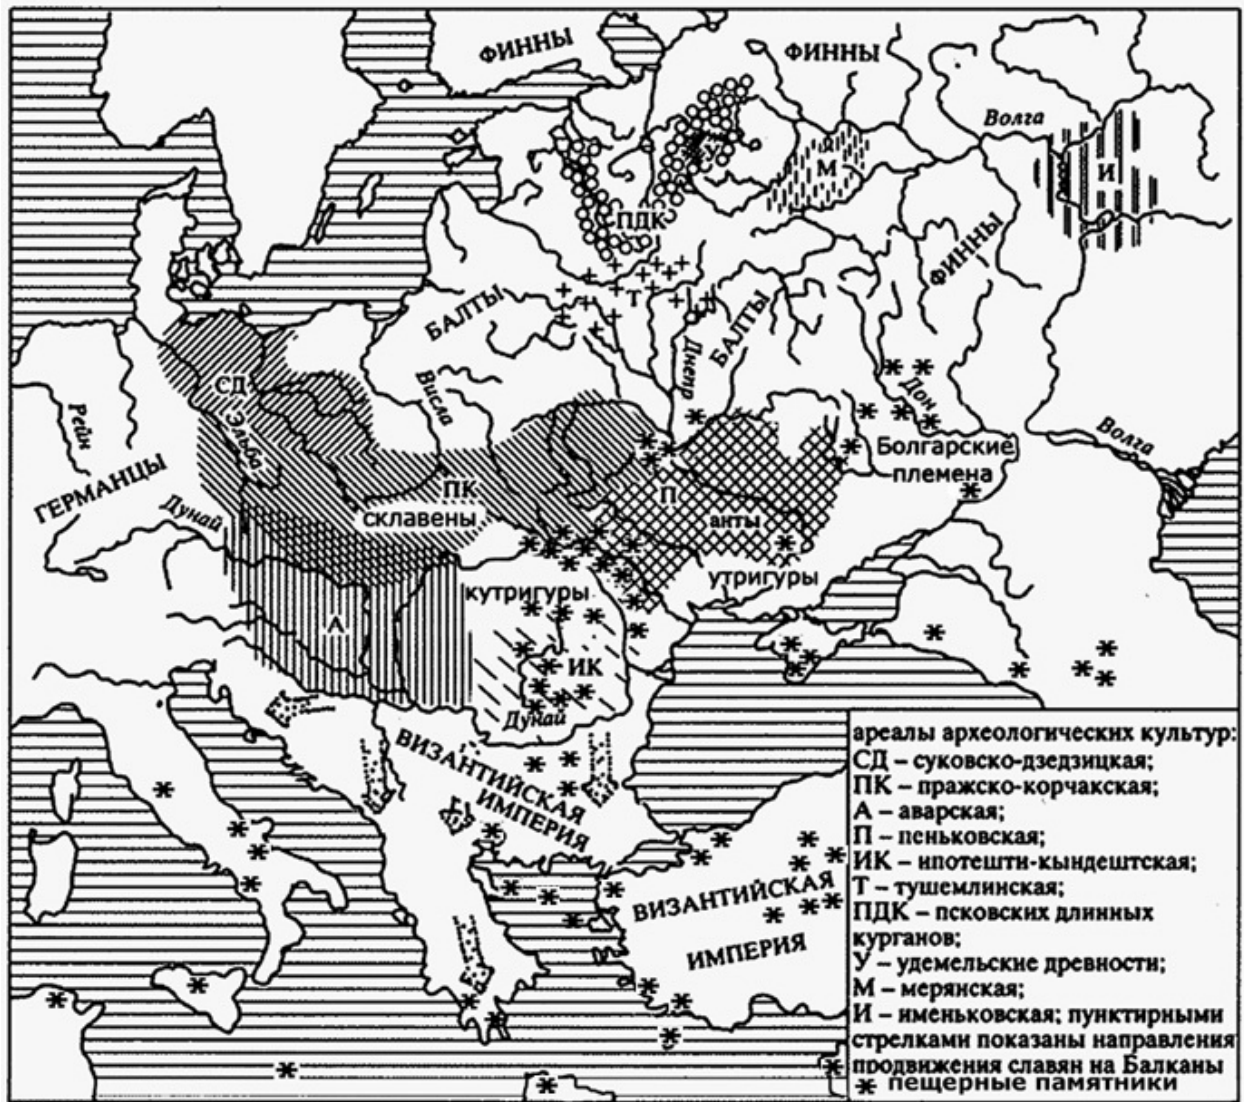 ФИННЫ
ФИННЫ
Волга
У
М
И
ПДК
ФИННЫ
Т
БАЛТЫ
БАЛТЫ
Днепр
СД
Висла
Дон
Рейн
Эльба
Волга
Болгарские
племена
ГЕРМАНЦЫ
ПК
П
Дунай
склавены
анты
утригуры
кутригуры
А
ИК
Дунай
ВИЗАНТИЙСКАЯ
ИМПЕРИЯ
ВИЗАНТИЙСКАЯ
ИМПЕРИЯ
ареалы археологических культур:
СД – суковско-дзедзицкая;
ПК – пражско-корчакская;
А – аварская;
П – пеньковская;
ИК – ипотешти-кындештская;
Т – тушемлинская;
ПДК – псковских длинных
курганов;
У – удемельские древности;
М – мерянская;
И – именьковская; пунктирными
стрелками показаны направления
продвижения славян на Балканы
* пещерные памятники